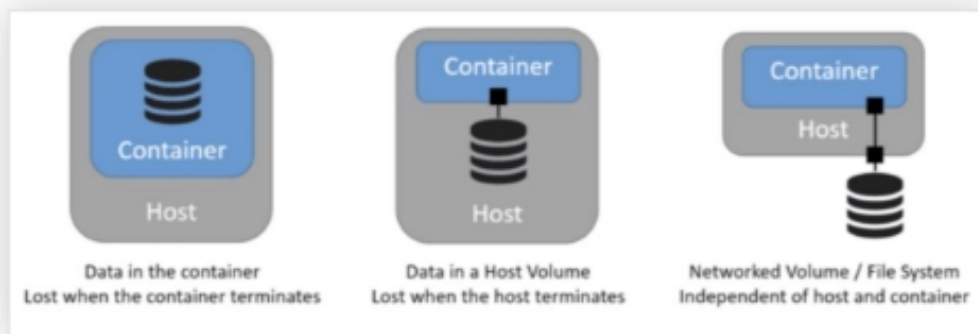 Container
Host
Data in the container
Lost when the container terminates
Container
Host
Data in a Host Volume
Lost when the host terminates
Container
Host
Networked Volume / File System
Independent of host and container